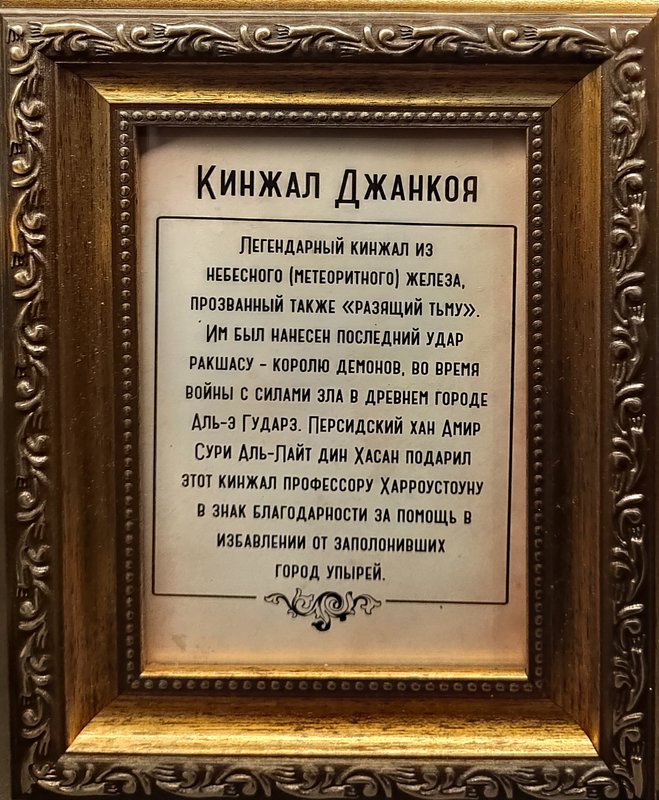 Кинжал Джанкоя
Легендарный кинжал из
небесного (метеоритного) железа,
прозванный также «разящий тьму».
Им был нанесен последний удар
ракшасу - королю демонов, во время
войны с силами зла в древнем городе
Аль-э Гударз. Персидский хан Амир
Сури Аль-Лайт дин Хасан подарил
этот кинжал профессору Харроустоуну
в знак благодарности за помощь в
избавлении от заполонивших
город упырей.